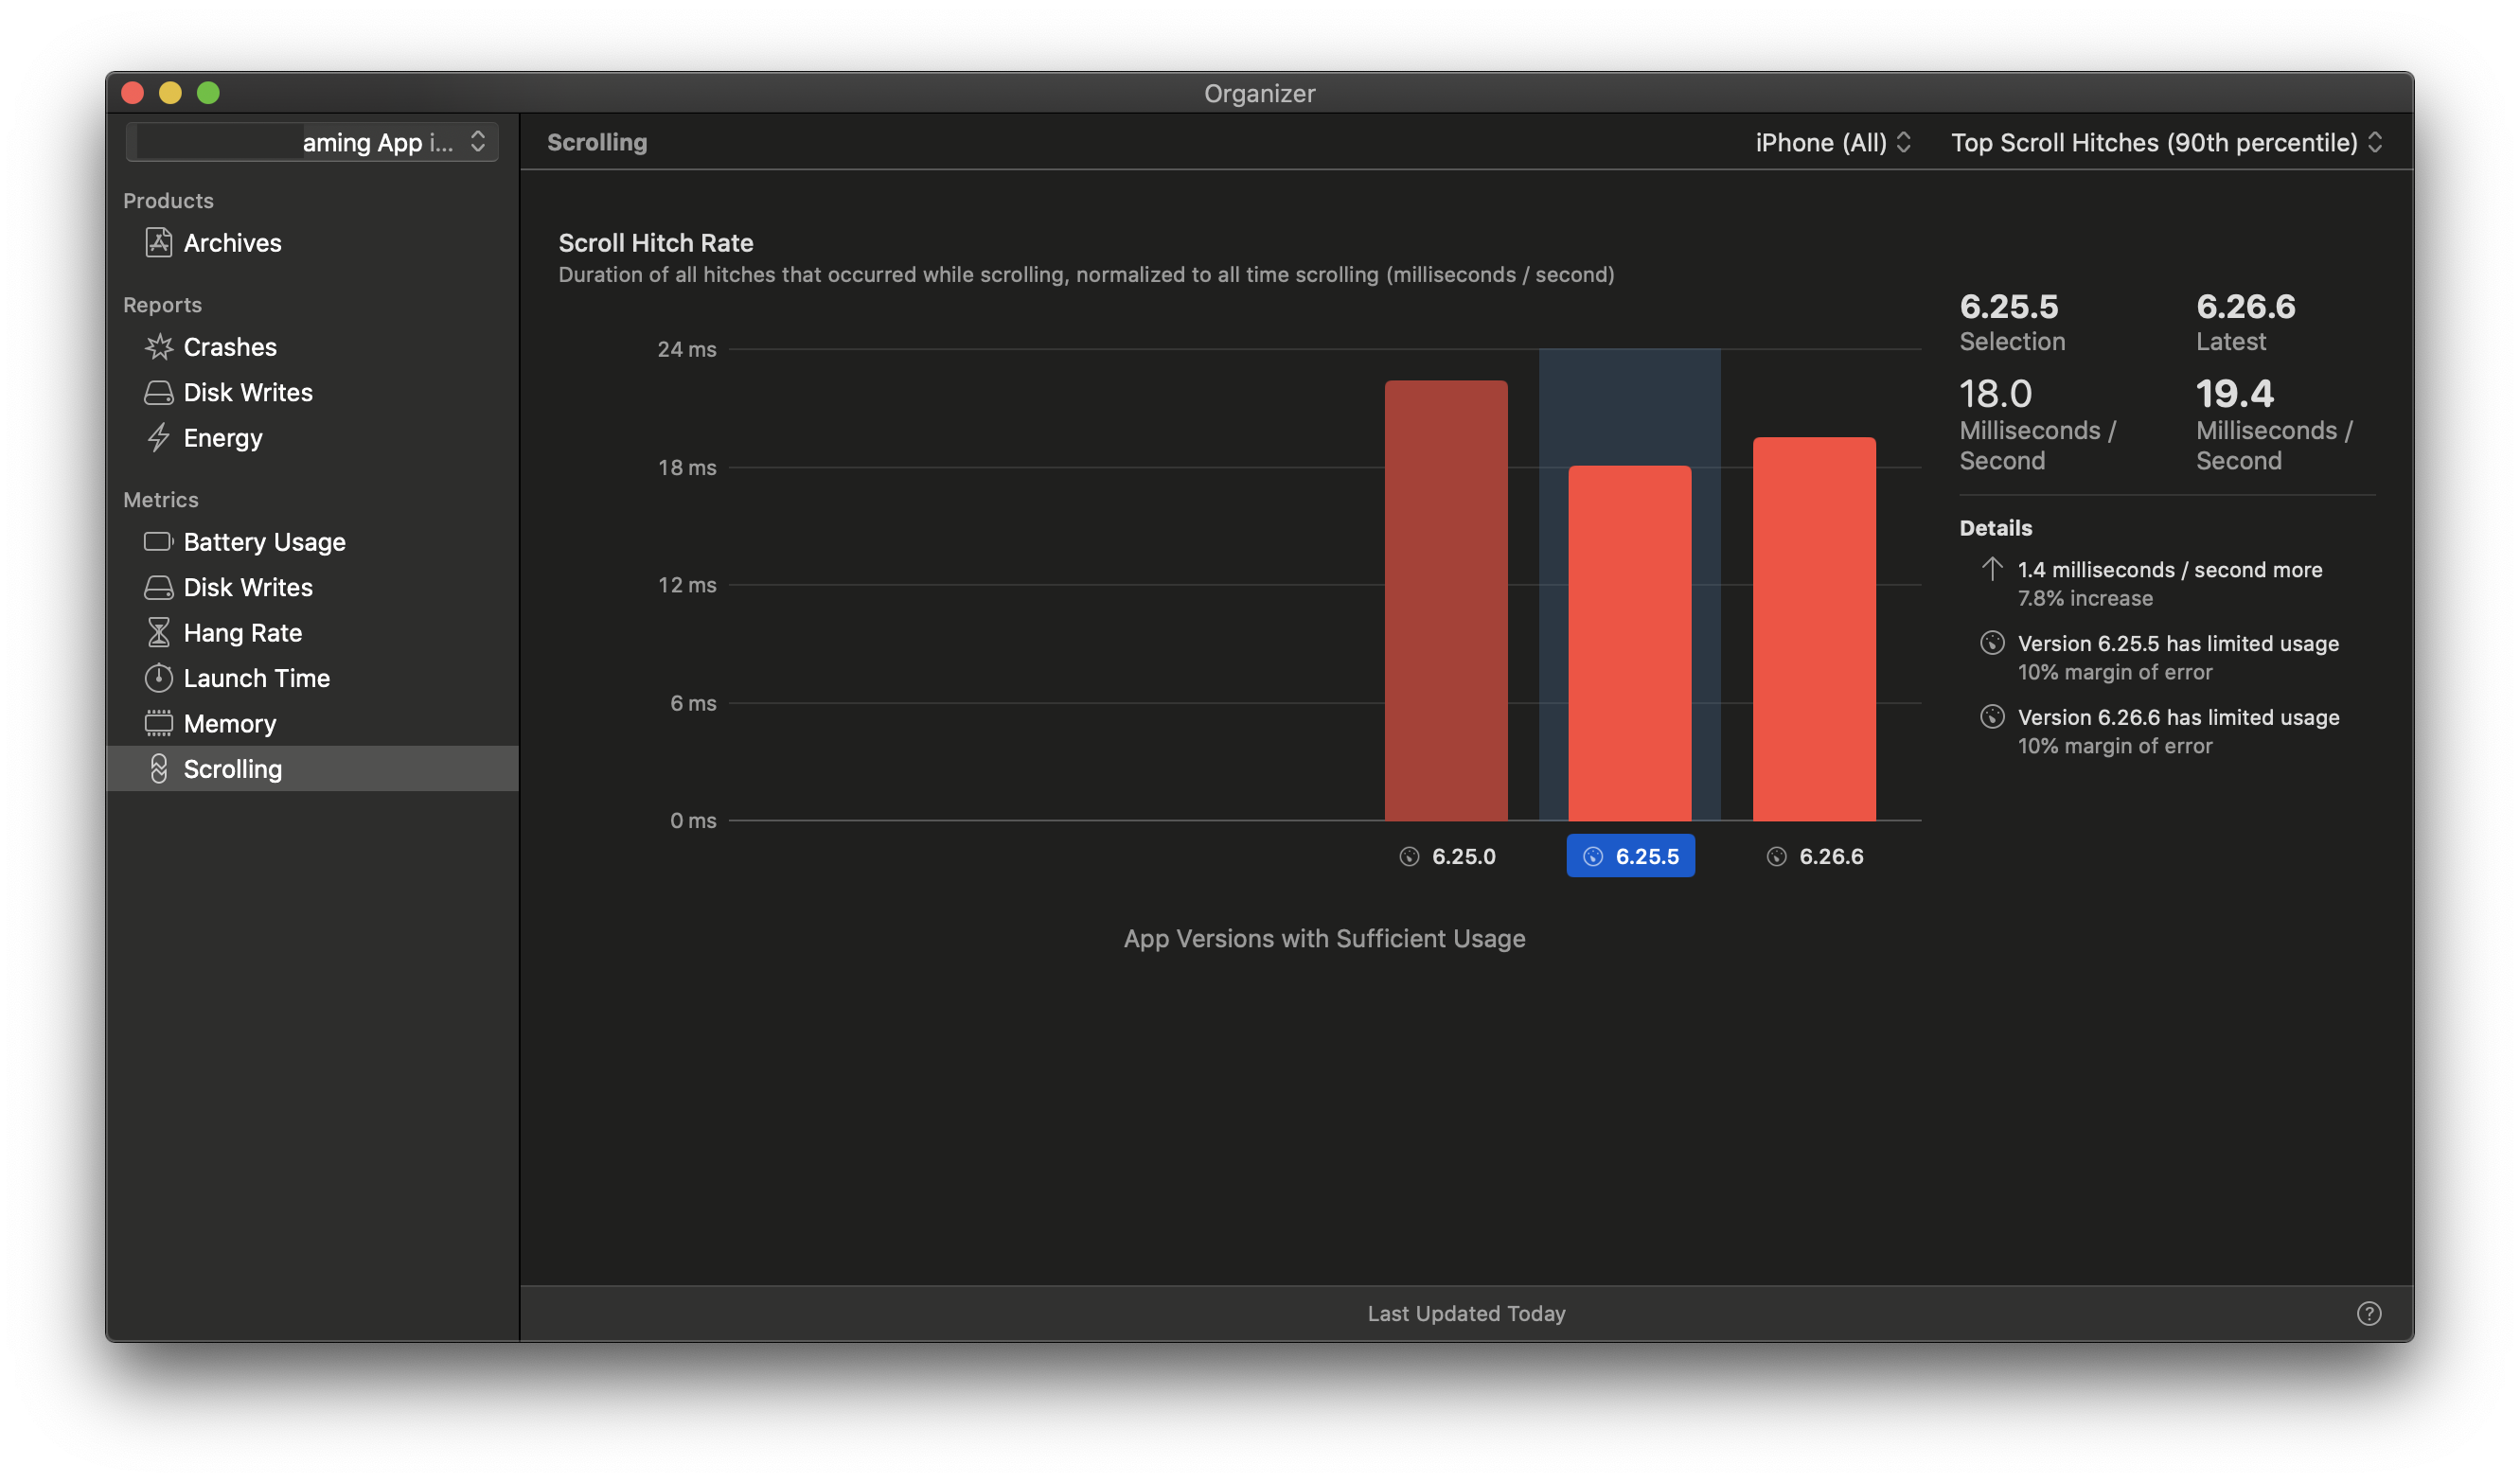 Organizer
aming App i...
Products
Archives
Reports
Crashes
Disk Writes
Energy
Metrics
Battery Usage
Disk Writes
Hang Rate
Launch Time
Memory
Scrolling
Scrolling
iPhone (All)
Top Scroll Hitches (90th percentile)
Scroll Hitch Rate
Duration of all hitches that occurred while scrolling, normalized to all time scrolling (milliseconds / second)
24 ms
18 ms
12 ms
6 ms
0 ms
6.25.0
6.25.5
6.26.6
App Versions with Sufficient Usage
6.25.5
Selection
18.0
Milliseconds /
Second
6.26.6
Latest
19.4
Milliseconds /
Second
Details
1.4 milliseconds / second more
7.8% increase
Version 6.25.5 has limited usage
10% margin of error
Version 6.26.6 has limited usage
10% margin of error
Last Updated Today
?